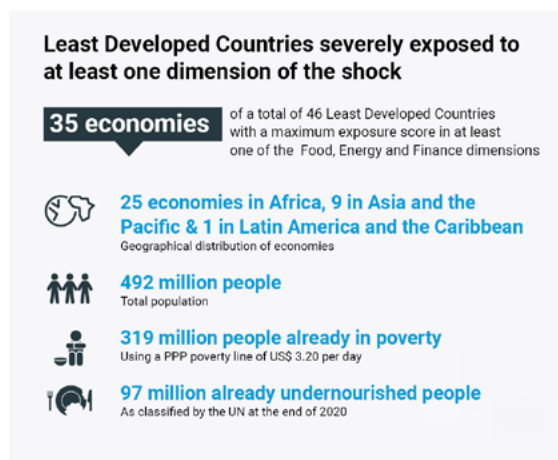 Least Developed Countries severely exposed to
at least one dimension of the shock
35 economies
of a total of 46 Least Developed Countries
with a maximum exposure score in at least
one of the Food, Energy and Finance dimensions
25 economies in Africa, 9 in Asia and the
Pacific & 1 in Latin America and the Caribbean
Geographical distribution of economies
492 million people
Total population
319 million people already in poverty
Using a PPP poverty line of US$ 3.20 per day
97 million already undernourished people
As classified by the UN at the end of 2020